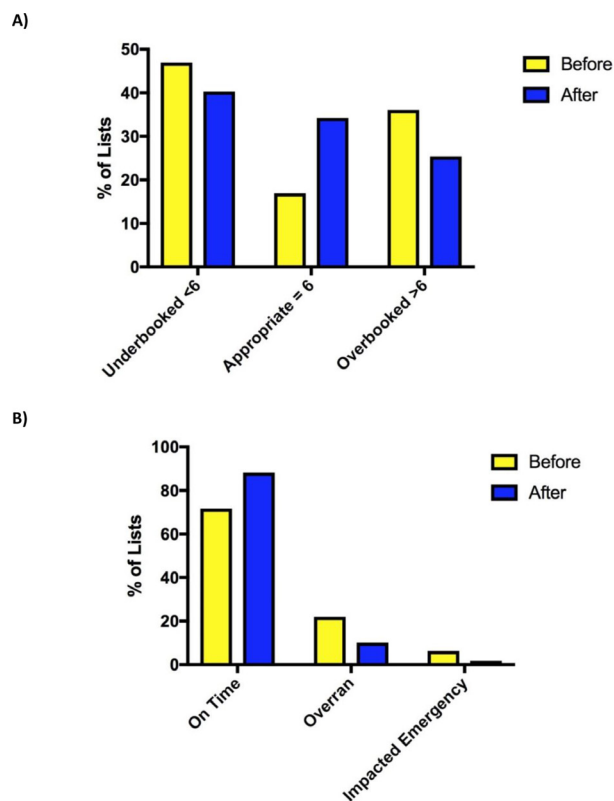 A)
50
40
30
20
10
0
% of Lists
Underbooked <6
Appropriate = 6
Overbooked >6
Before
After
B)
100
80
60
40
20
0
% of Lists
On Time
Overran
Impacted Emergency
Before
After